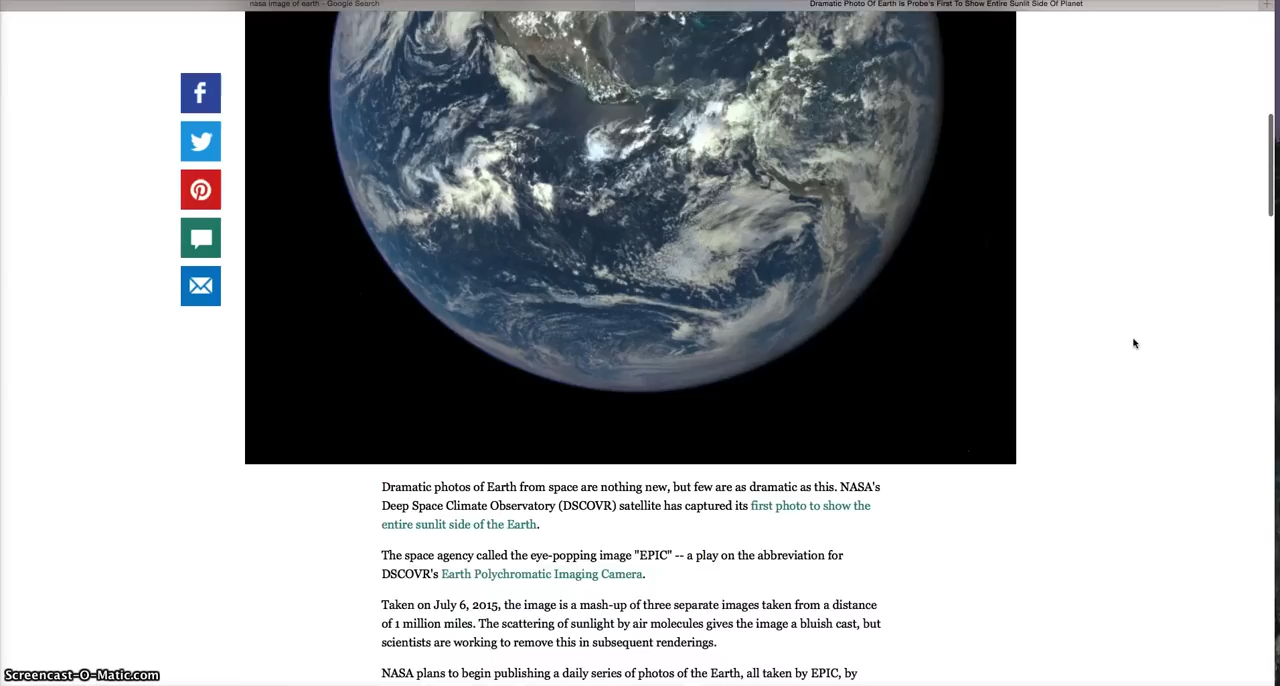 nasa image of earth - Google Search
Dramatic Photo Of Earth Is Probe's First To Show Entire Sunlit Side Of Planet
Dramatic photos of Earth from space are nothing new, but few are as dramatic as this. NASA's
Deep Space Climate Observatory (DSCOVR) satellite has captured its first photo to show the
entire sunlit side of the Earth.
The space agency called the eye-popping image "EPIC" -- a play on the abbreviation for
DSCOVR's Earth Polychromatic Imaging Camera.
Taken on July 6, 2015, the image is a mash-up of three separate images taken from a distance
of 1 million miles. The scattering of sunlight by air molecules gives the image a bluish cast, but
scientists are working to remove this in subsequent renderings.
NASA plans to begin publishing a daily series of photos of the Earth, all taken by EPIC, by
Screencast-O-Matic.com